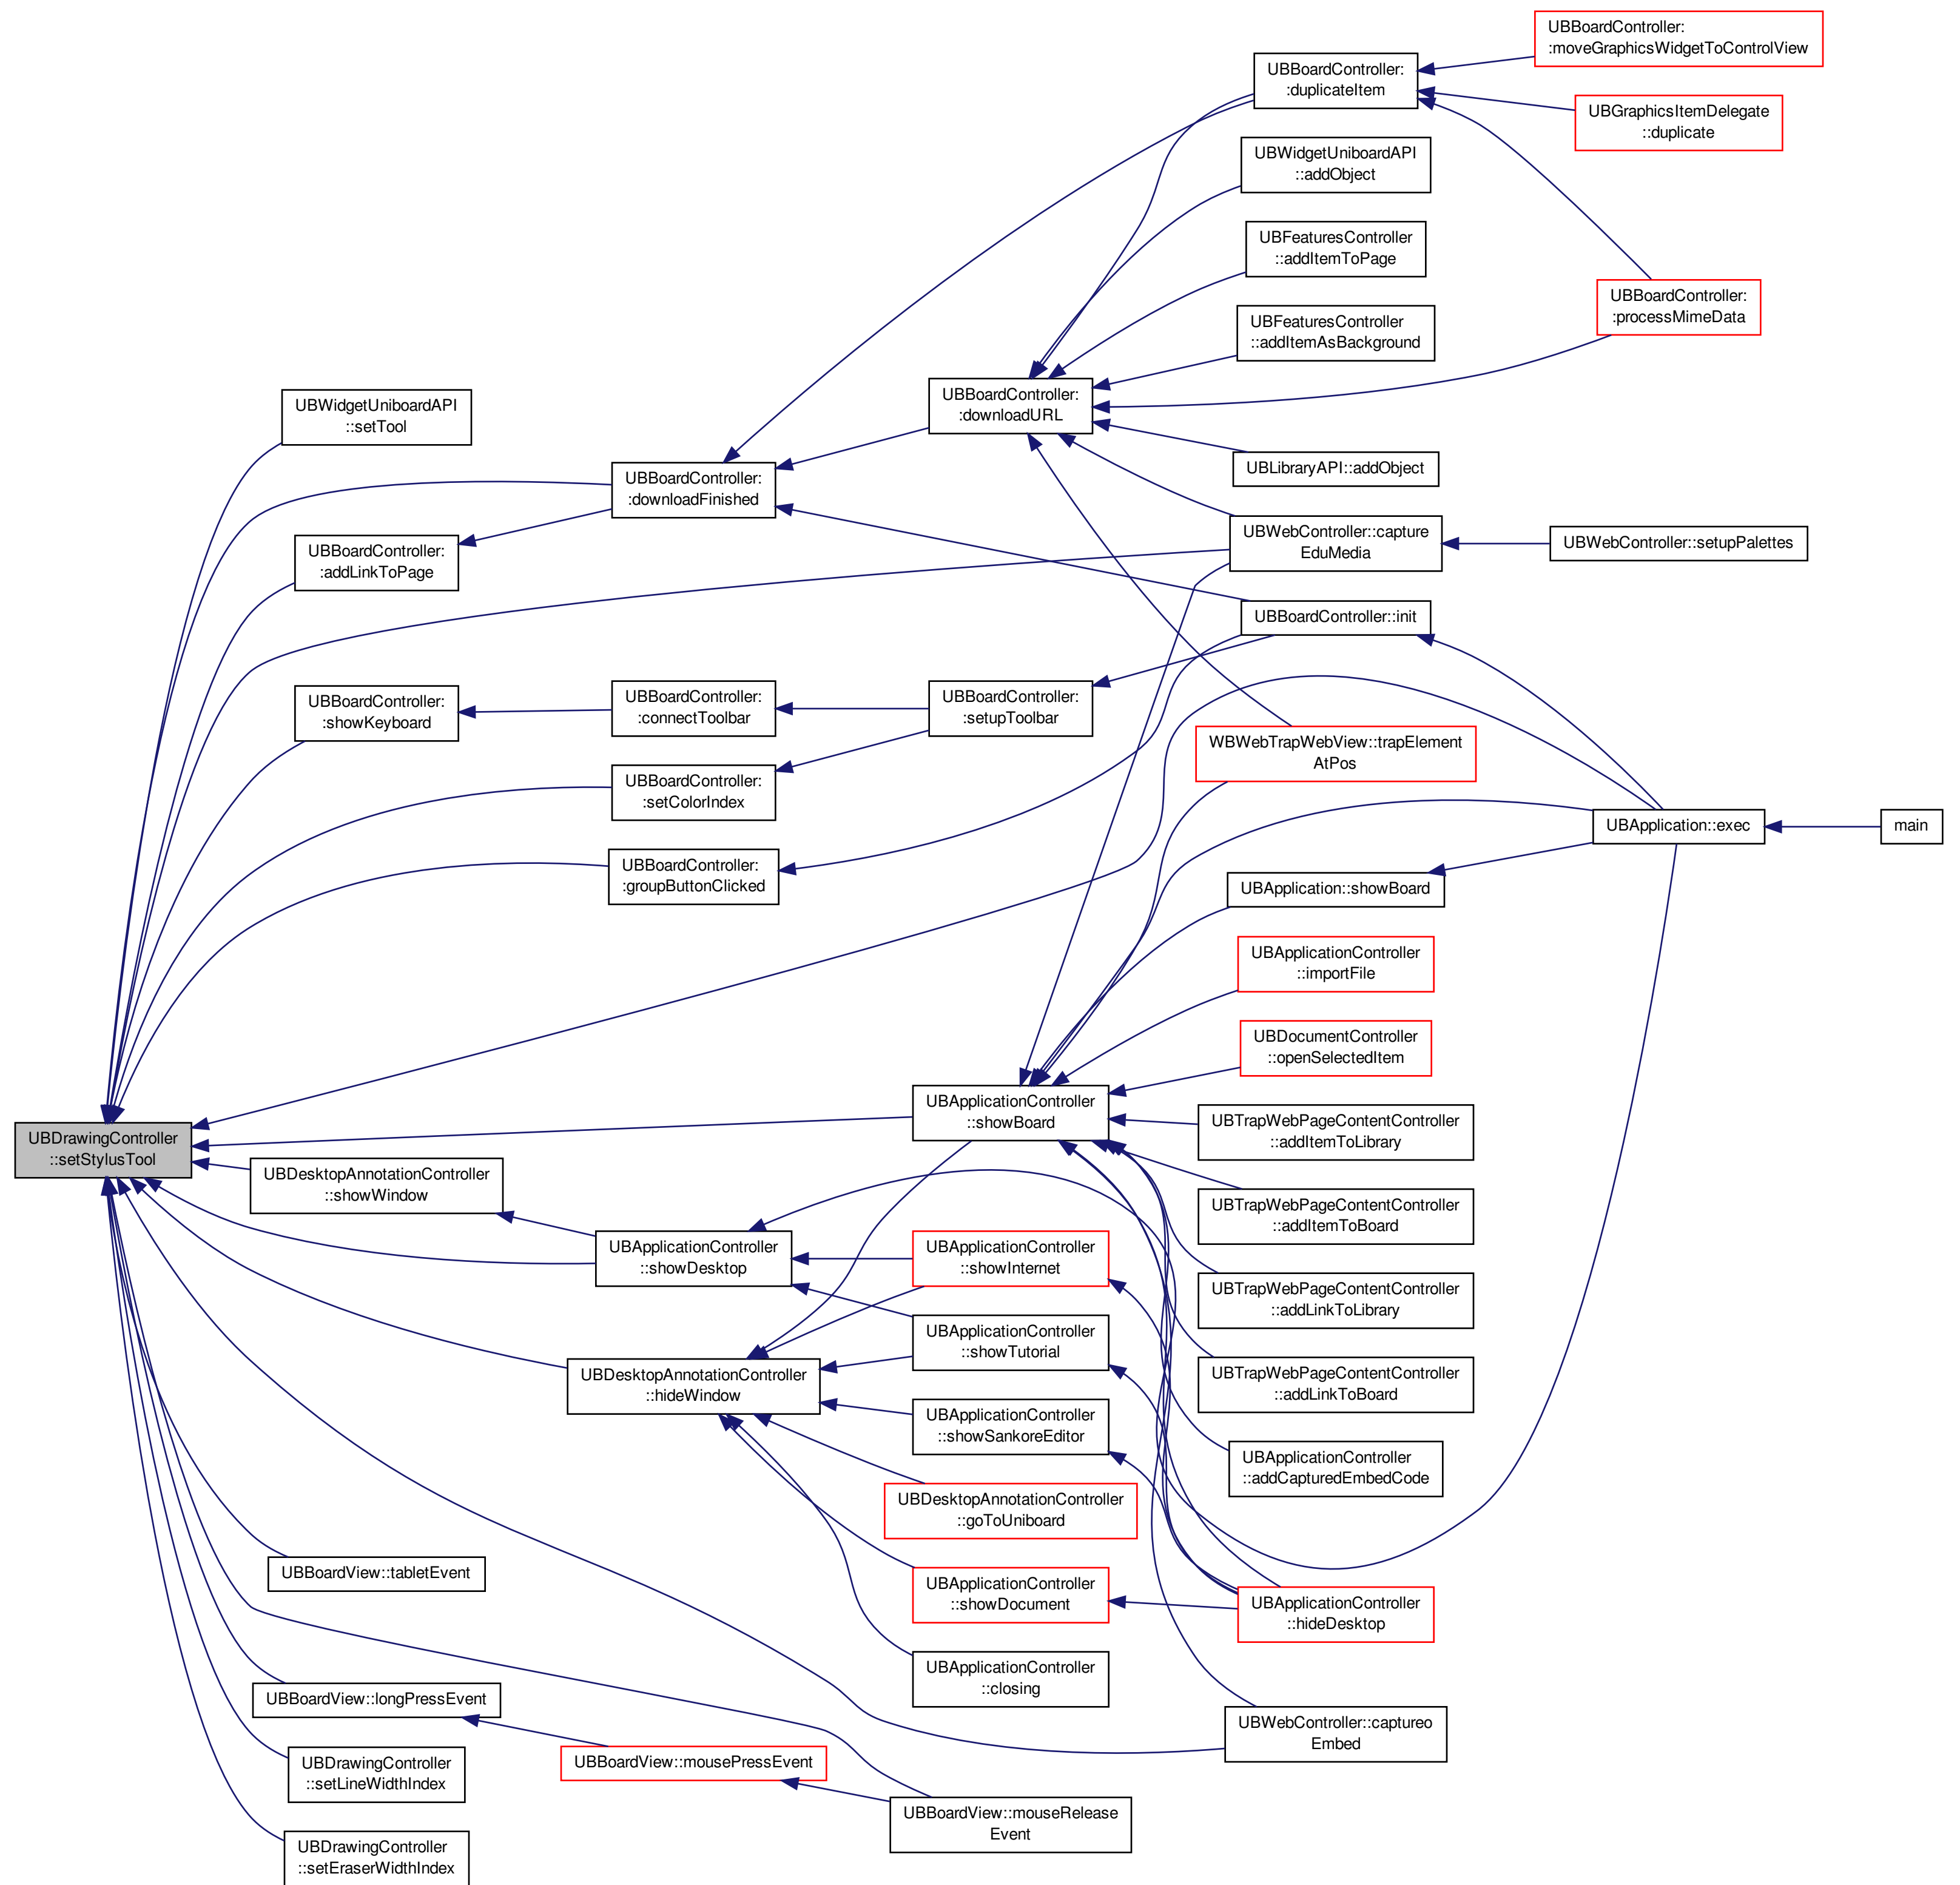 UBBoardController:
:moveGraphicsWidgetToControlView
UBBoardController:
:duplicateItem
UBGraphicsItemDelegate
::duplicate
UBWidgetUniboardAPI
::addObject
UBFeaturesController
::addItemToPage
UBBoardController:
:processMimeData
UBFeaturesController
::addItemAsBackground
UBBoardController:
:downloadURL
UBWidgetUniboardAPI
::setTool
UBLibraryAPI::addObject
UBBoardController:
:downloadFinished
UBWebController::capture
EduMedia
UBWebController::setupPalettes
UBBoardController:
:addLinkToPage
UBBoardController::init
UBBoardController:
:showKeyboard
UBBoardController:
:connectToolbar
UBBoardController:
:setupToolbar
WBWebTrapWebView::trapElement
AtPos
UBBoardController:
:setColorIndex
UBApplication::exec
main
UBBoardController:
:groupButtonClicked
UBApplication::showBoard
UBApplicationController
::importFile
UBDocumentController
::openSelectedItem
UBApplicationController
::showBoard
UBTrapWebPageContentController
::addItemToLibrary
UBDrawingController
::setStylusTool
UBDesktopAnnotationController
::showWindow
UBTrapWebPageContentController
::addItemToBoard
UBApplicationController
::showDesktop
UBApplicationController
::showInternet
UBTrapWebPageContentController
::addLinkToLibrary
UBApplicationController
::showTutorial
UBDesktopAnnotationController
::hideWindow
UBTrapWebPageContentController
::addLinkToBoard
UBApplicationController
::showSankoreEditor
UBApplicationController
::addCapturedEmbedCode
UBDesktopAnnotationController
::goToUniboard
UBBoardView::tabletEvent
UBApplicationController
::showDocument
UBApplicationController
::hideDesktop
UBApplicationController
::closing
UBBoardView::longPressEvent
UBWebController::captureo
Embed
UBDrawingController
::setLineWidthIndex
UBBoardView::mousePressEvent
UBBoardView::mouseRelease
Event
UBDrawingController
::setEraserWidthIndex